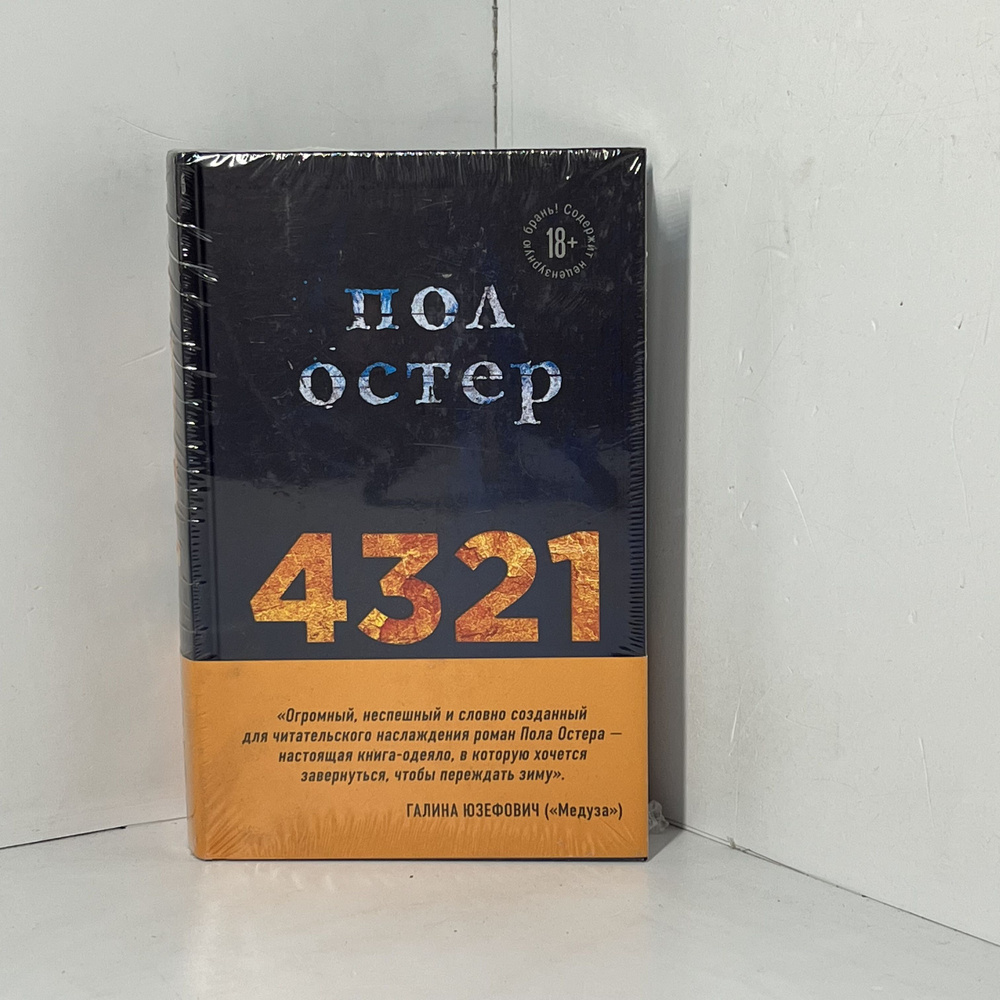 Содержит нецензурную брань!
18+
пол
остер
4321
«Огромный, неспешный и словно созданный
для читательского наслаждения роман Пола Остера —
настоящая книга-одеяло, в которую хочется
завернуться, чтобы переждать зиму».
ГАЛИНА ЮЗЕФОВИЧ («Медуза»)